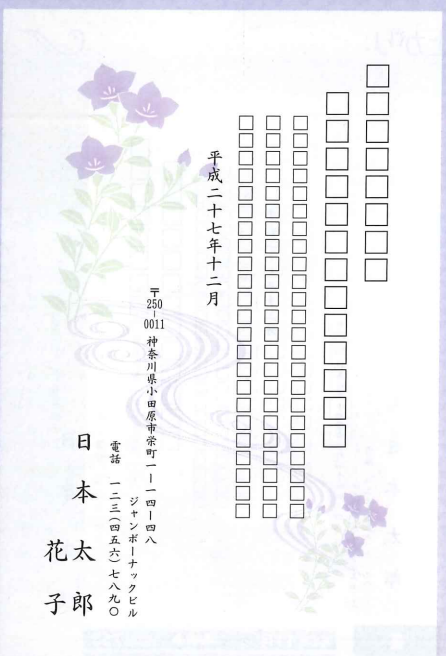 平成二十七年十二月
〒250-0011 神奈川県小田原市栄町一ー一四ー四八
ジャンボーナックビル
電話 一二三(四五六)七八九〇
日本太郎
花子